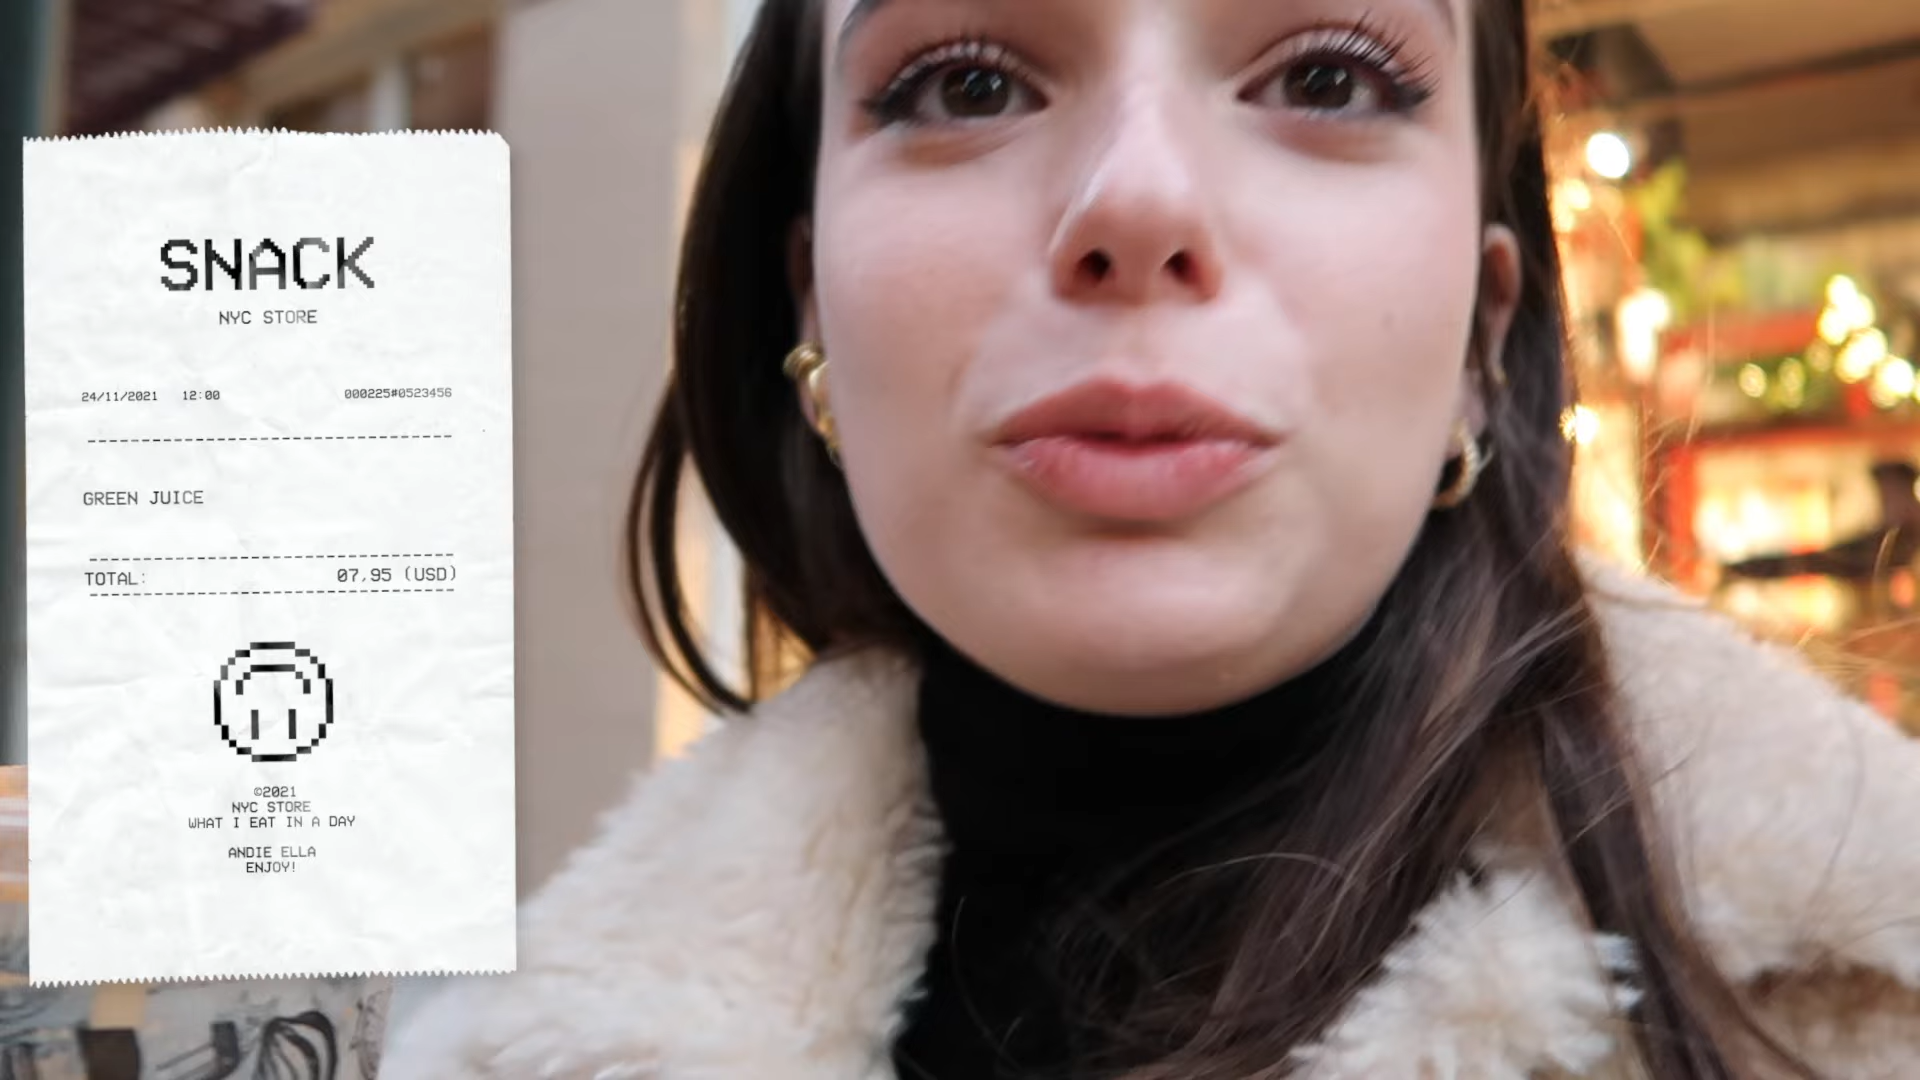 SNACK
NYC STORE
24/11/2021 12:00 000225#0523456
GREEN JUICE
TOTAL: 07,95 (USD)
©2021
NYC STORE
WHAT I EAT IN A DAY
ANDIE ELLA
ENJOY!